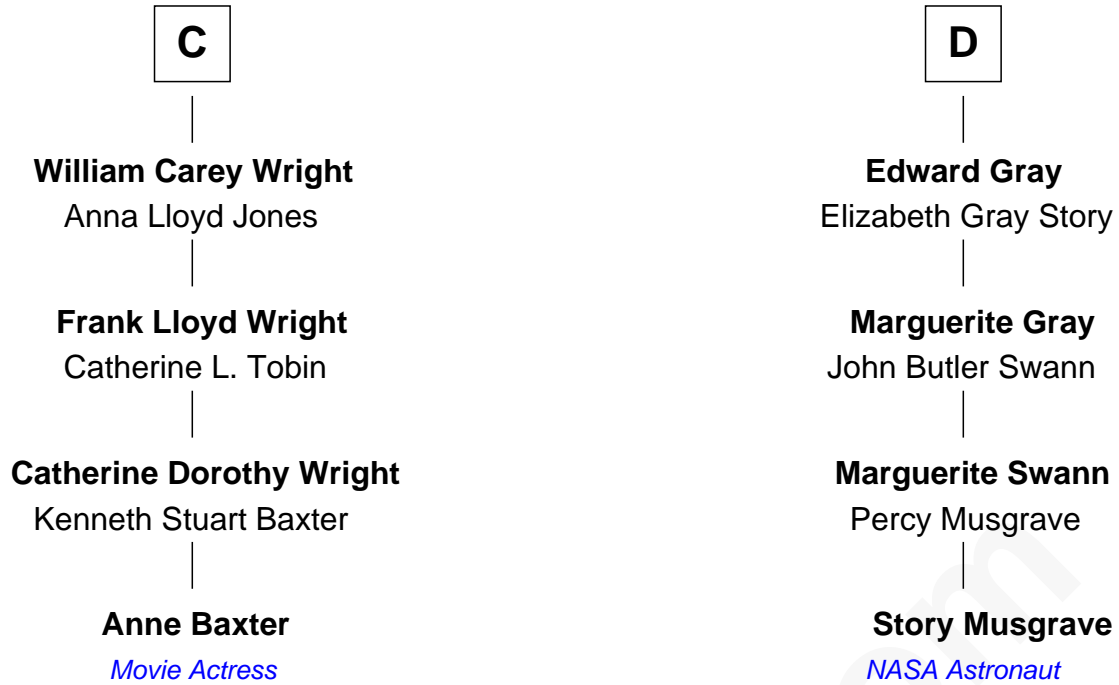 C
William Carey Wright
Anna Lloyd Jones
Frank Lloyd Wright
Catherine L. Tobin
Catherine Dorothy Wright
Kenneth Stuart Baxter
Anne Baxter
Movie Actress
D
Edward Gray
Elizabeth Gray Story
Marguerite Gray
John Butler Swann
Marguerite Swann
Percy Musgrave
Story Musgrave
NASA Astronaut